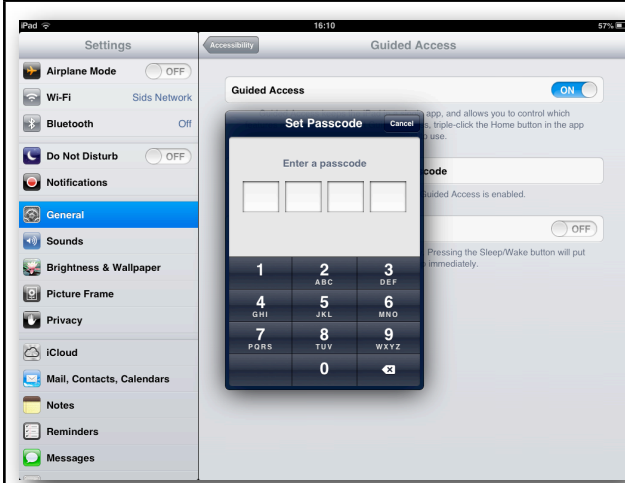 iPad 16:10 57%
Settings
Accessibility
Guided Access
Airplane Mode OFF
Wi-Fi Sids Network
Bluetooth Off
Do Not Disturb OFF
Notifications
General
Sounds
Brightness & Wallpaper
Picture Frame
Privacy
iCloud
Mail, Contacts, Calendars
Notes
Reminders
Messages
Guided Access ON
app, and allows you to control which
triple-click the Home button in the app
use.
code
Guided Access is enabled.
OFF
Pressing the Sleep/Wake button will put
immediately.
Set Passcode Cancel
Enter a passcode
1 2 3
ABC DEF
4 5 6
GHI JKL MNO
7 8 9
PQRS TUV WXYZ
0